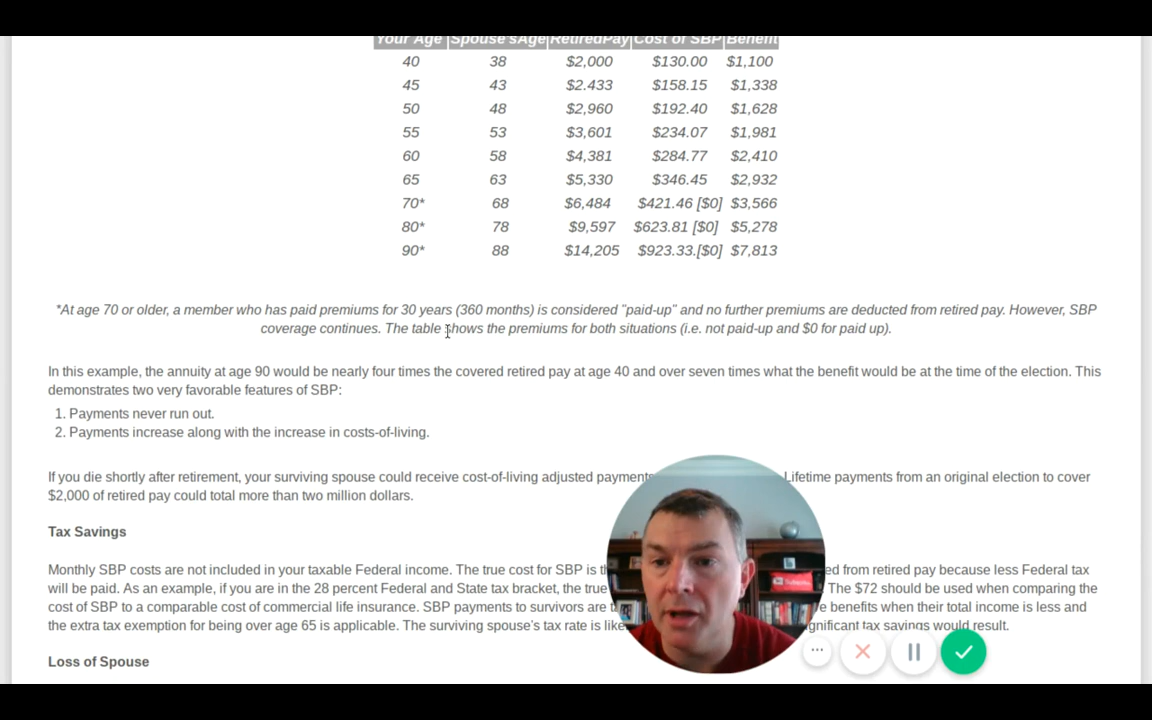 Your Age Spouse'sAge RetiredPay Cost of SBP Benefit
40 38 $2,000 $130.00 $1,100
45 43 $2.433 $158.15 $1,338
50 48 $2,960 $192.40 $1,628
55 53 $3,601 $234.07 $1,981
60 58 $4,381 $284.77 $2,410
65 63 $5,330 $346.45 $2,932
70* 68 $6,484 $421.46 [$0] $3,566
80* 78 $9,597 $623.81 [$0] $5,278
90* 88 $14,205 $923.33.[$0] $7,813
*At age 70 or older, a member who has paid premiums for 30 years (360 months) is considered "paid-up" and no further premiums are deducted from retired pay. However, SBP
coverage continues. The table shows the premiums for both situations (i.e. not paid-up and $0 for paid up).
In this example, the annuity at age 90 would be nearly four times the covered retired pay at age 40 and over seven times what the benefit would be at the time of the election. This
demonstrates two very favorable features of SBP:
1. Payments never run out.
2. Payments increase along with the increase in costs-of-living.
If you die shortly after retirement, your surviving spouse could receive cost-of-living adjusted payments Lifetime payments from an original election to cover
$2,000 of retired pay could total more than two million dollars.
Tax Savings
Monthly SBP costs are not included in your taxable Federal income. The true cost for SBP is from retired pay because less Federal tax
will be paid. As an example, if you are in the 28 percent Federal and State tax bracket, the true The $72 should be used when comparing the
cost of SBP to a comparable cost of commercial life insurance. SBP payments to survivors are benefits when their total income is less and
the extra tax exemption for being over age 65 is applicable. The surviving spouse's tax rate is tax savings would result.
Loss of Spouse